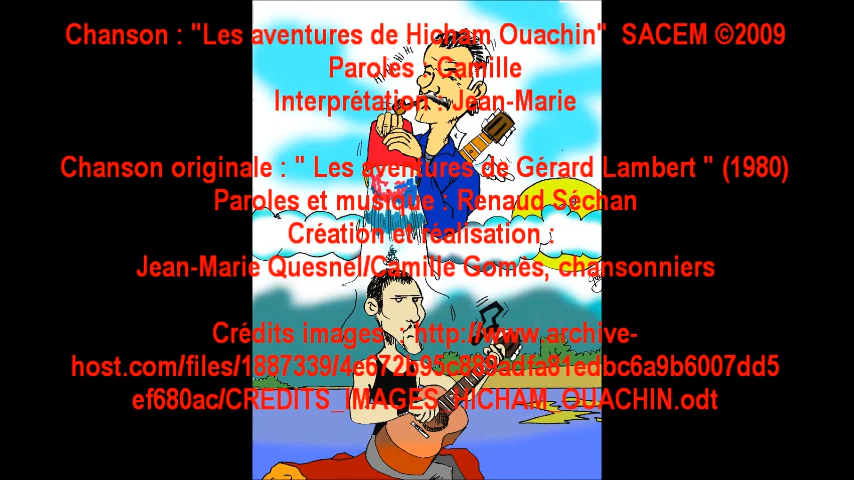 Chanson : "Les aventures de Hicham Ouachin"  SACEM ©2009
Paroles : Camille
Interprétation : Jean-Marie
Chanson originale : " Les aventures de Gérard Lambert " (1980)
Paroles et musique : Renaud Séchan
Création et réalisation :
Jean-Marie Quesnel/Camille Gomes, chansonniers
Crédits images  : http://www.archive-
host.com/files/1887339/4e672b95c889adfa81edbc6a9b6007dd5
ef680ac/CREDITS_IMAGES_HICHAM_OUACHIN.odt